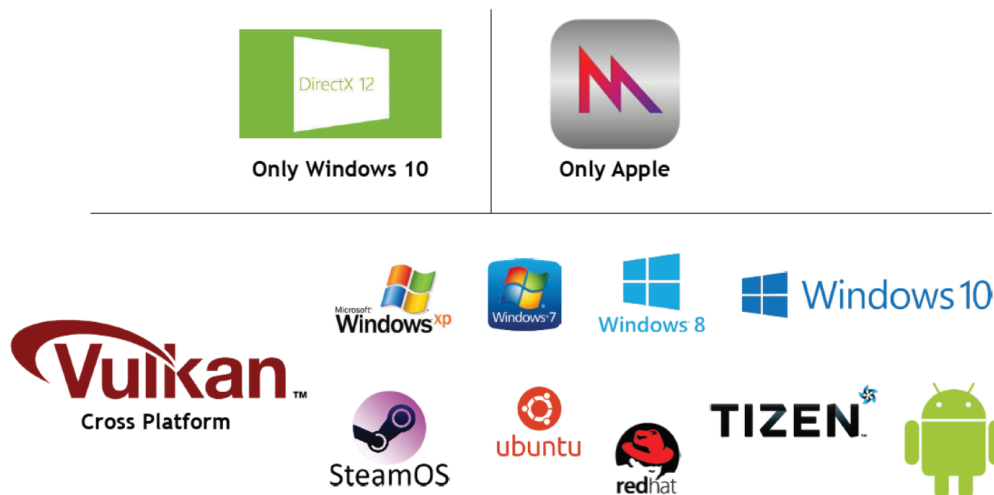 DirectX 12
Only Windows 10
Only Apple
Microsoft
Windows xp
Windows 7
Windows 8
Windows 10
Vulkan™
Cross Platform
SteamOS
ubuntu
redhat
TIZEN™